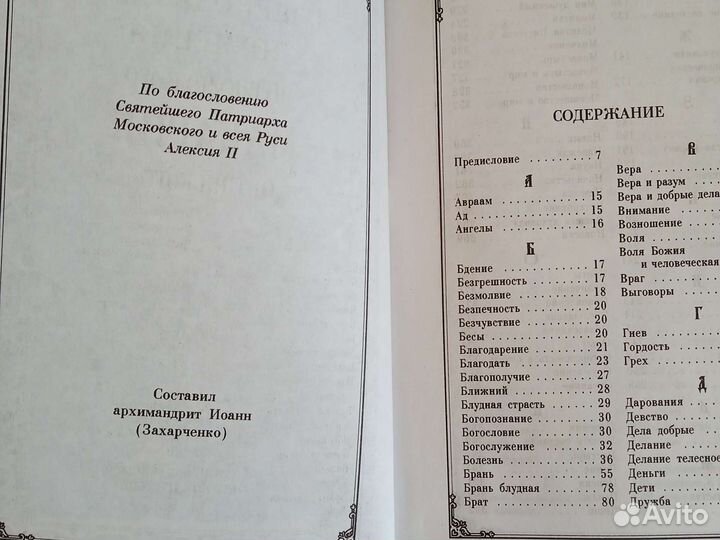 По благословению
Святейшего Патриарха
Московского и всея Руси
Алексия II
Составил
архимандрит Иоанн
(Захарченко)
СОДЕРЖАНИЕ
Предисловие 7
А
Авраам 15
Ад 15
Ангелы 16
Б
Бдение 17
Безгрешность 17
Безмолвие 18
Безпечность 20
Безчувствие 20
Бесы 20
Благодарение 21
Благодать 23
Благополучие 27
Ближний 28
Блудная страсть 29
Богопознание 30
Богословие 30
Богослужение 32
Болезнь 36
Брань 55
Брань блудная 78
Брат 80
В
Вера
Вера и разум
Вера и добрые дела
Внимание
Возношение
Воля
Воля Божия
и человеческая
Враг
Выговоры
Г
Гнев
Гордость
Грех
Д
Дарования
Девство
Дела добрые
Делание
Делание телесное
Деньги
Дети
Дружба
Avito